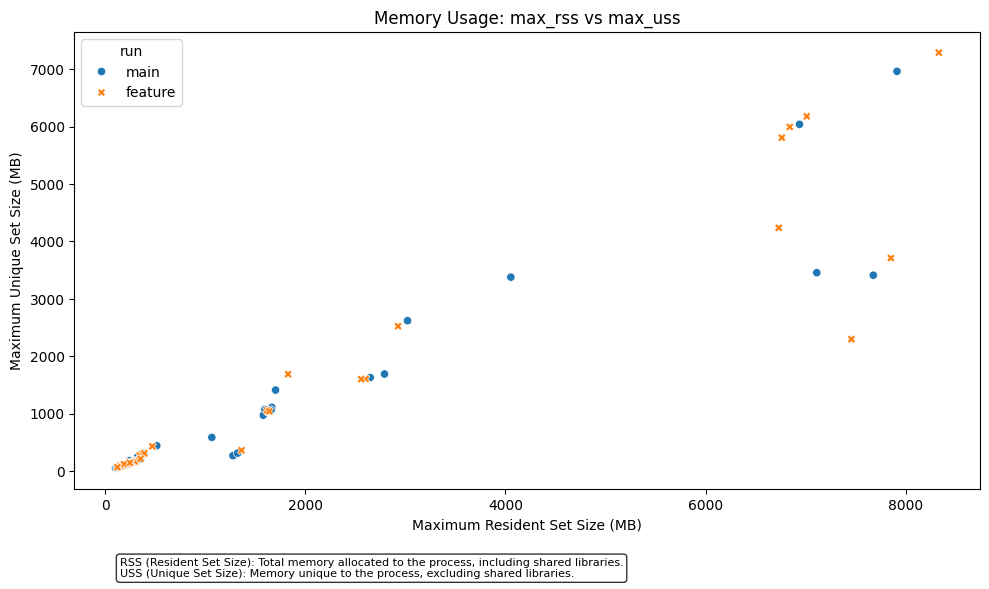 Memory Usage: max_rss vs max_uss
run
main
feature
Maximum Unique Set Size (MB)
7000
6000
5000
4000
3000
2000
1000
0
0 2000 4000 6000 8000
Maximum Resident Set Size (MB)
RSS (Resident Set Size): Total memory allocated to the process, including shared libraries.
USS (Unique Set Size): Memory unique to the process, excluding shared libraries.